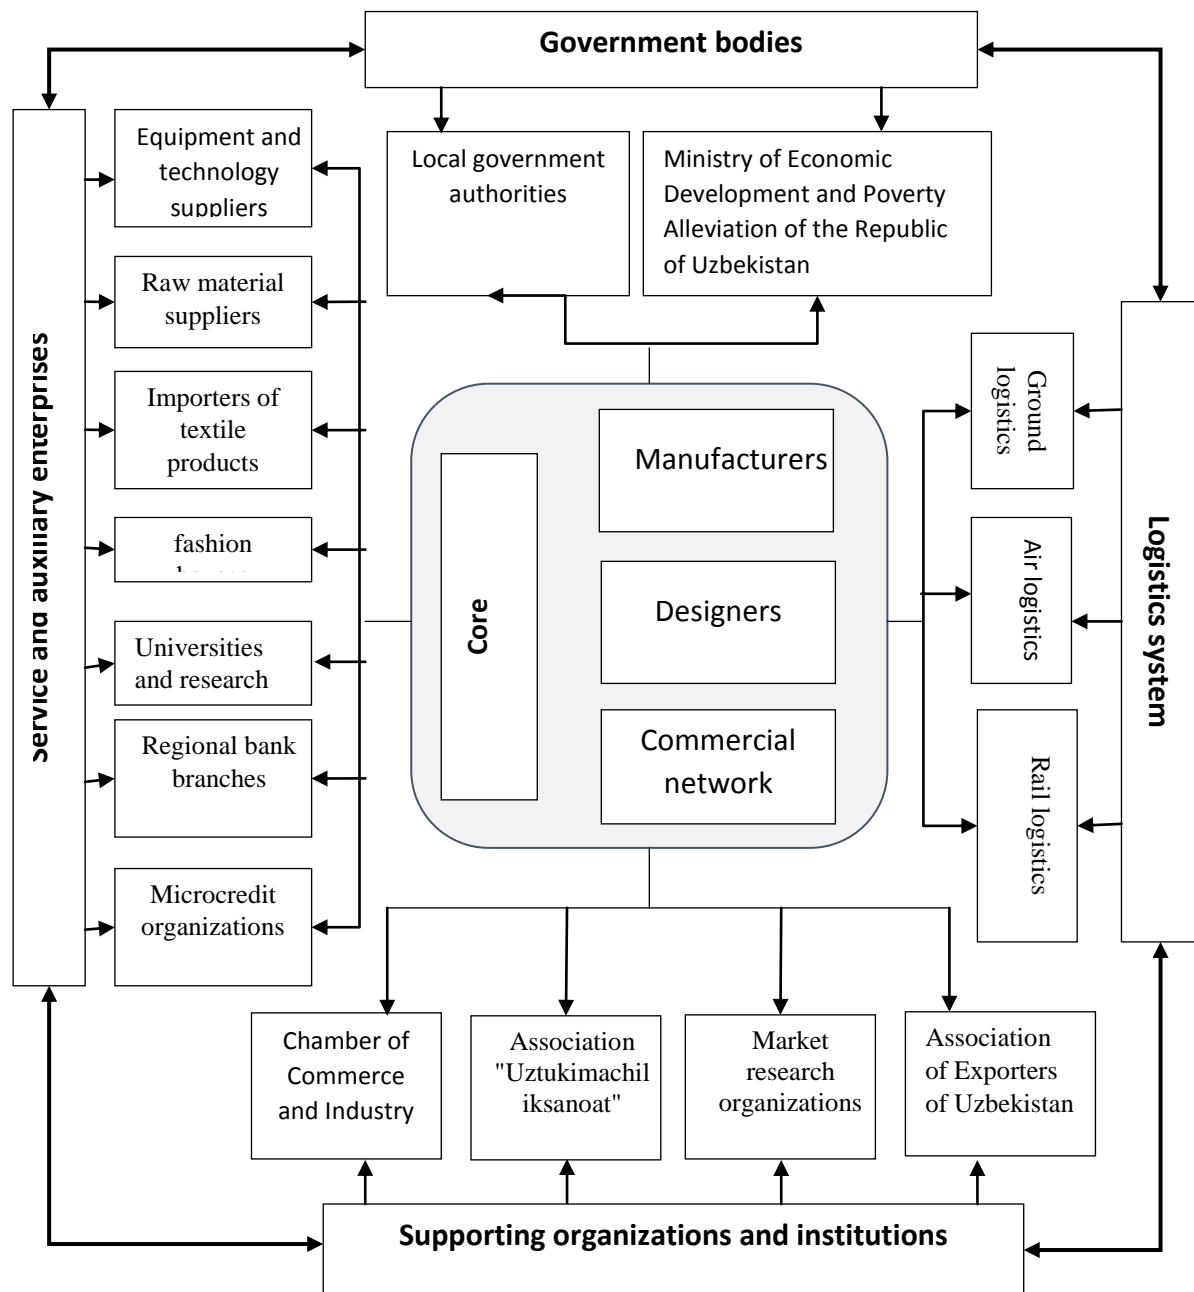 Government bodies
Equipment and
technology
suppliers
Local government
authorities
Ministry of Economic
Development and Poverty
Alleviation of the Republic
of Uzbekistan
Raw material
suppliers
Importers of
textile
products
fashion
Universities
and research
Regional bank
branches
Microcredit
organizations
Service and auxiliary enterprises
Core
Manufacturers
Designers
Commercial
network
Ground
logistics
Air logistics
Rail logistics
Logistics system
Chamber of
Commerce
and Industry
Association
"Uztukimachil
iksanoat"
Market
research
organizations
Association
of Exporters
of Uzbekistan
Supporting organizations and institutions